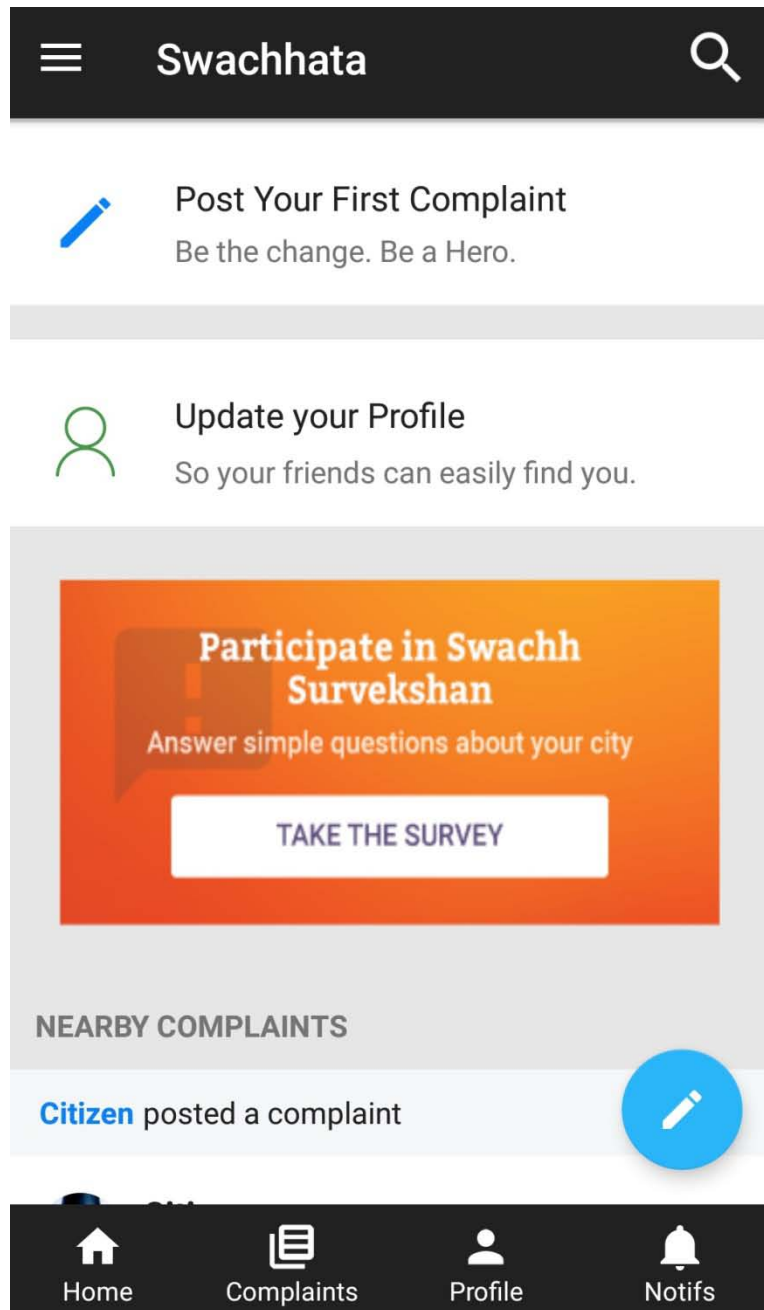 Swachhata
Post Your First Complaint
Be the change. Be a Hero.
Update your Profile
So your friends can easily find you.
Participate in Swachh
Survekshan
Answer simple questions about your city
TAKE THE SURVEY
NEARBY COMPLAINTS
Citizen posted a complaint
Home
Complaints
Profile
Notifs